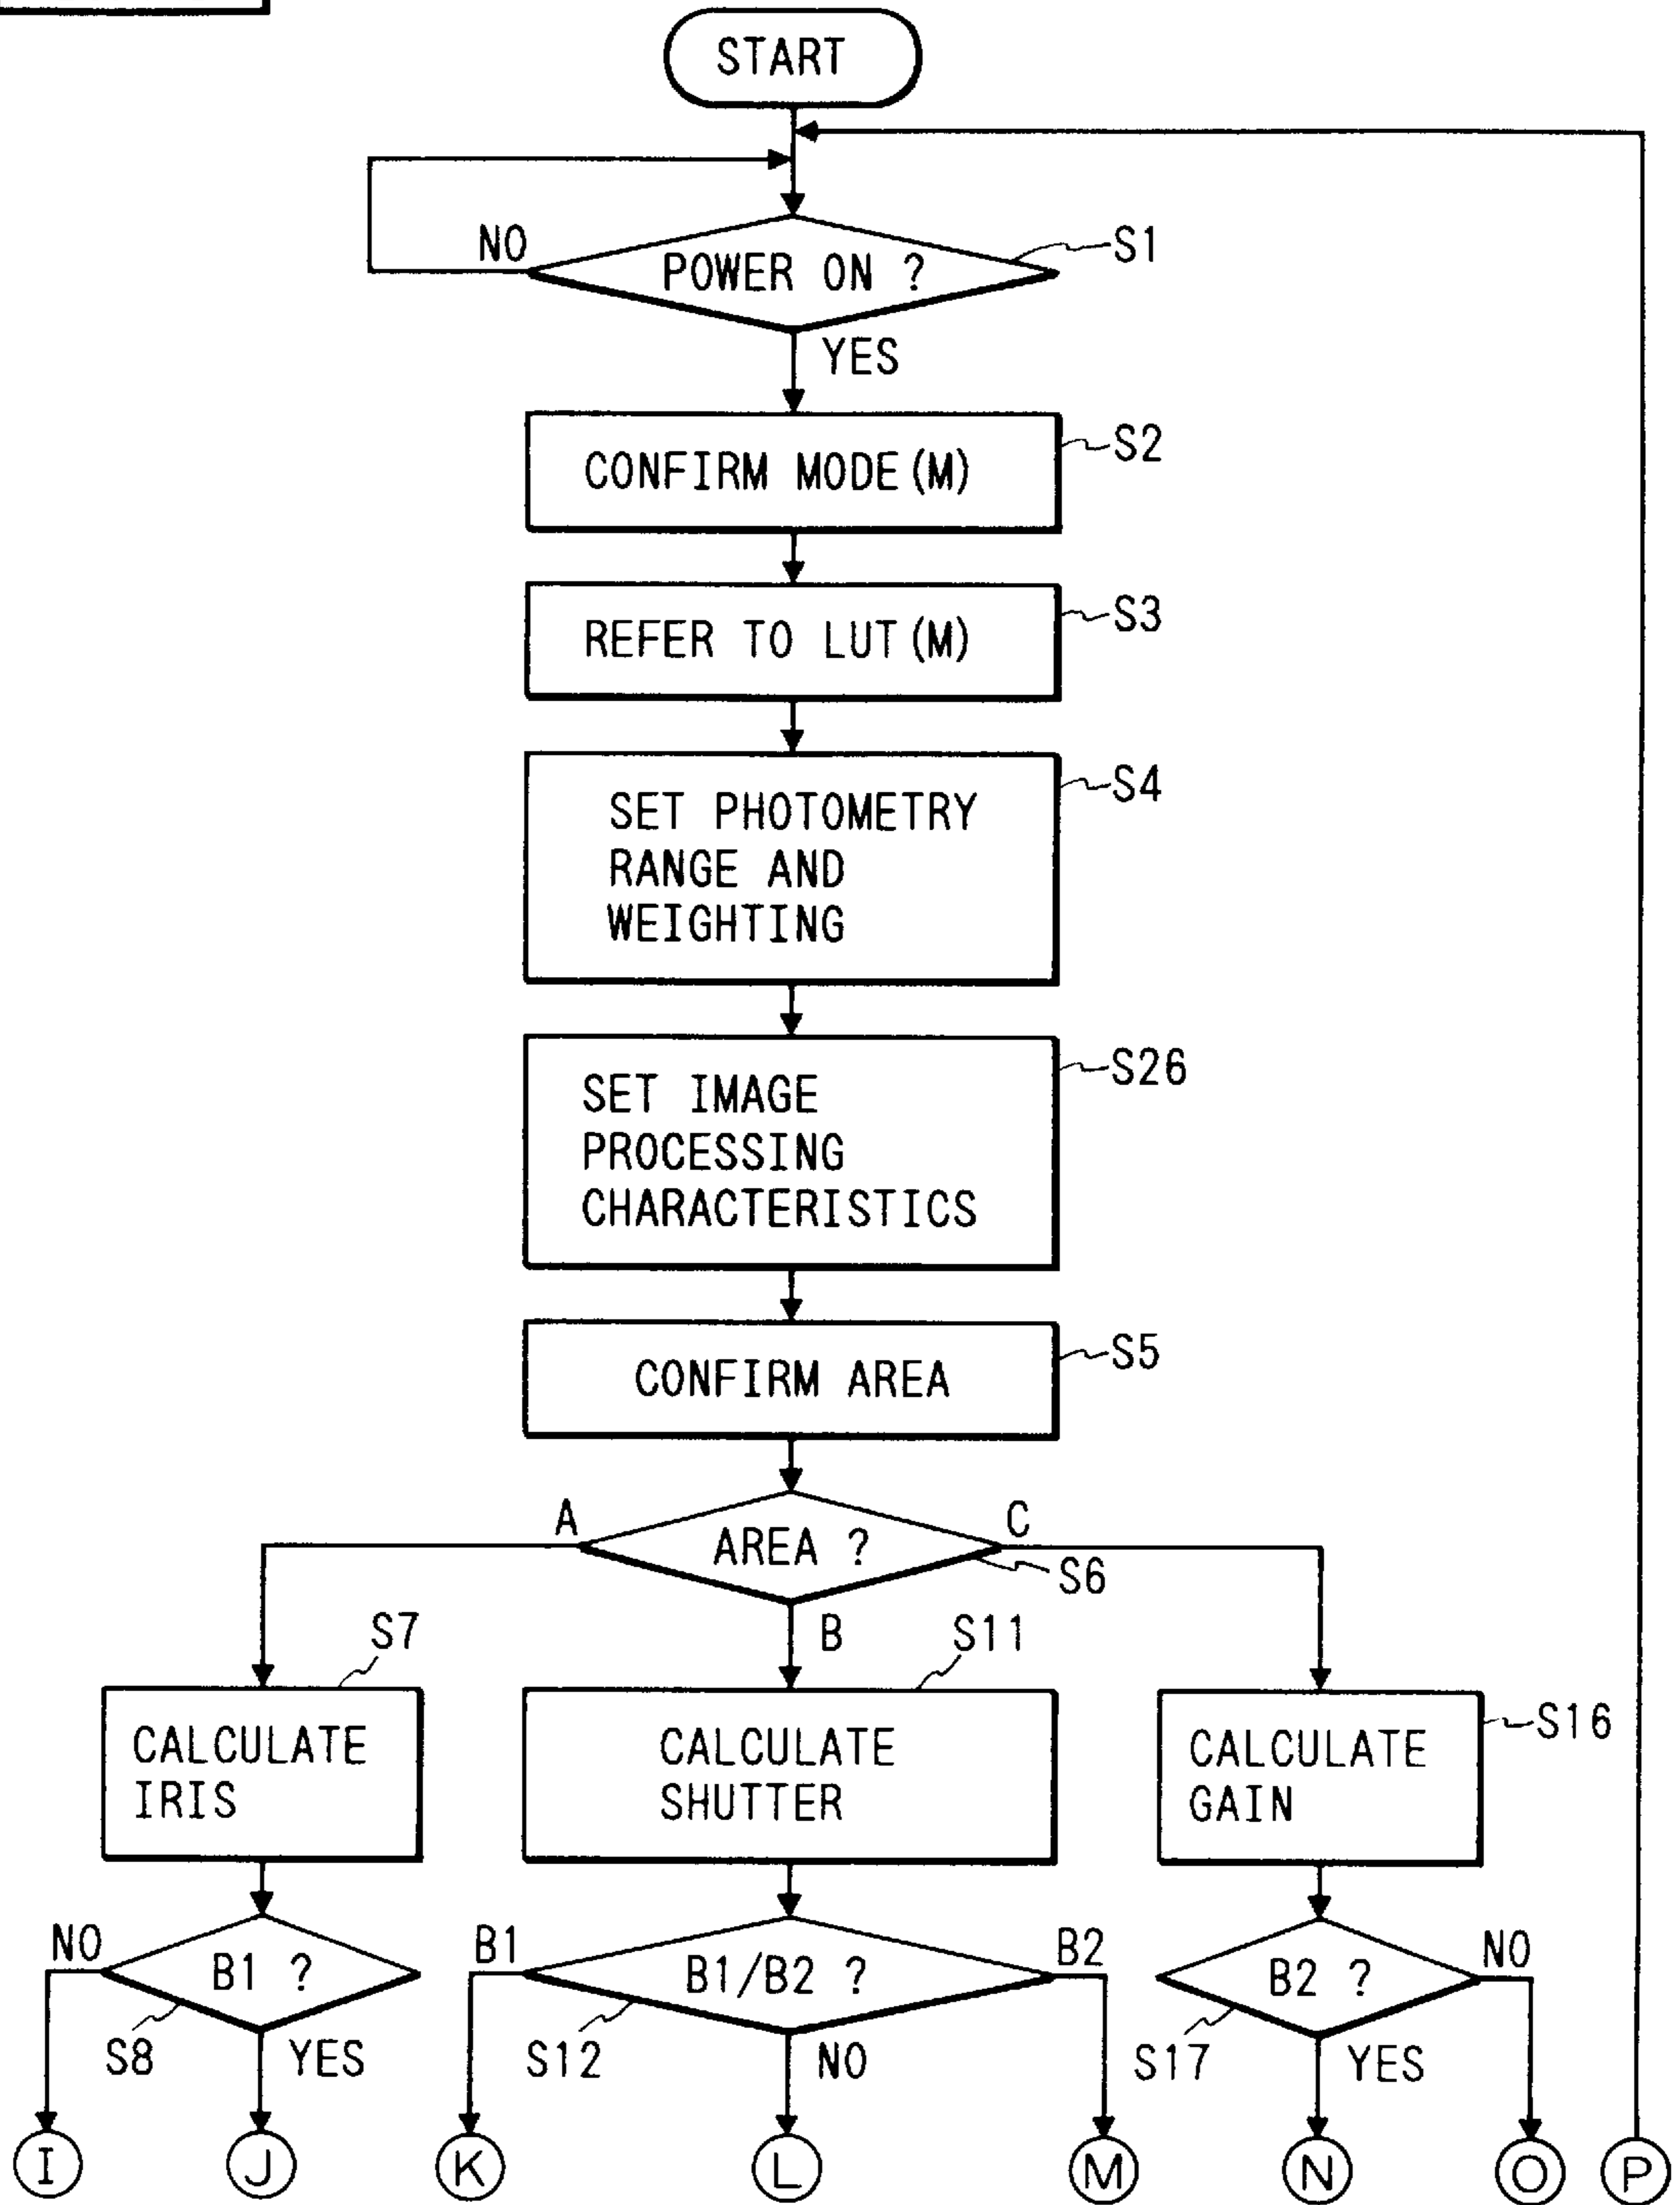 START
NO
POWER ON ?
S1
YES
CONFIRM MODE(M)
S2
REFER TO LUT(M)
S3
SET PHOTOMETRY
RANGE AND
WEIGHTING
S4
SET IMAGE
PROCESSING
CHARACTERISTICS
S26
CONFIRM AREA
S5
A
AREA ?
C
S6
B
S7
S11
CALCULATE
IRIS
CALCULATE
SHUTTER
CALCULATE
GAIN
S16
NO
B1 ?
S8
YES
B1
B1/B2 ?
B2
S12
NO
B2 ?
NO
S17
YES
I
J
K
L
M
N
O
P